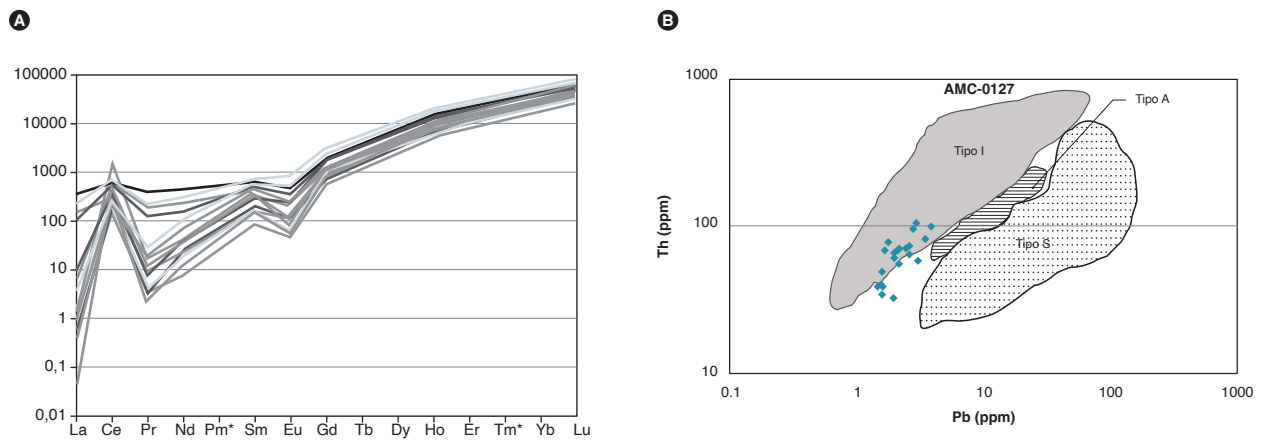 A
100000
10000
1000
100
10
1
0,1
0,01
La Ce Pr Nd Pm* Sm Eu Gd Tb Dy Ho Er Tm* Yb Lu
B
AMC-0127
Tipo A
Tipo I
Tipo S
Th (ppm)
1000
100
10
0.1 1 10 100 1000
Pb (ppm)